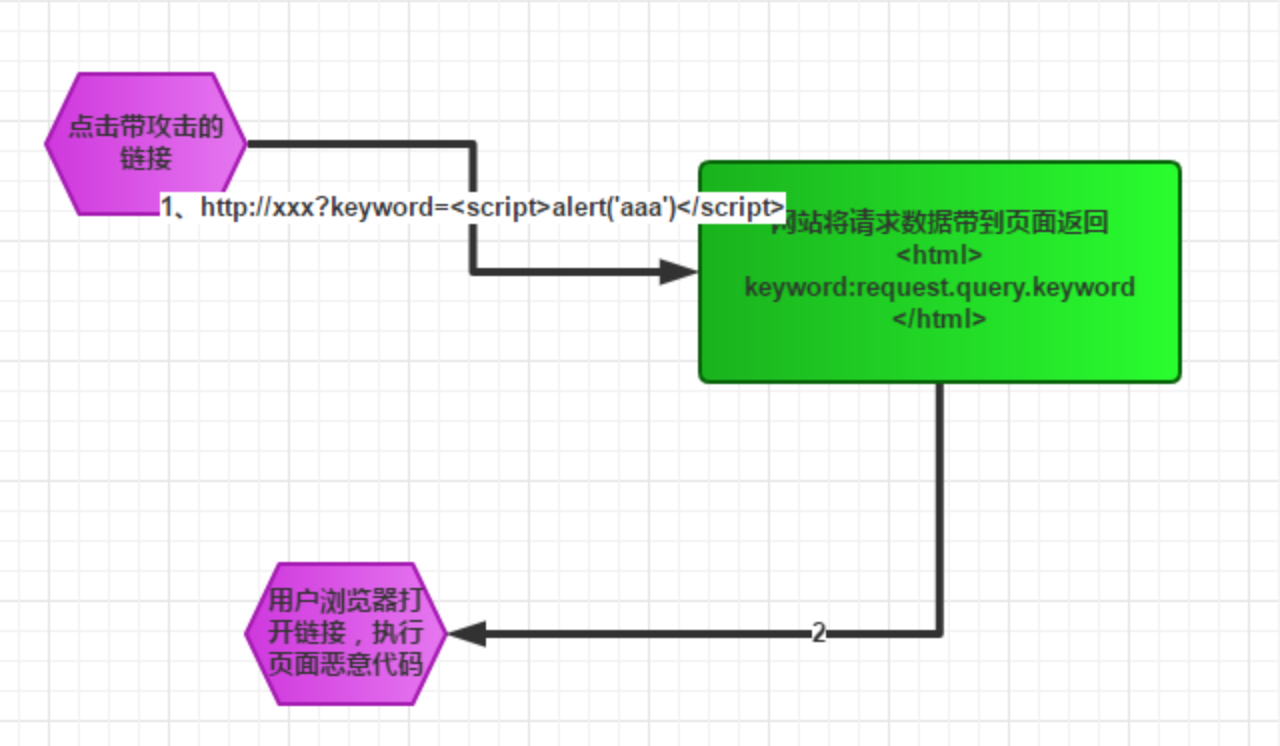 点击带攻击的
链接
1、http://xxx?keyword=<script>alert('aaa')</script>
网站将请求数据带到页面返回
<html>
keyword:request.query.keyword
</html>
用户浏览器打
开链接，执行
页面恶意代码
2